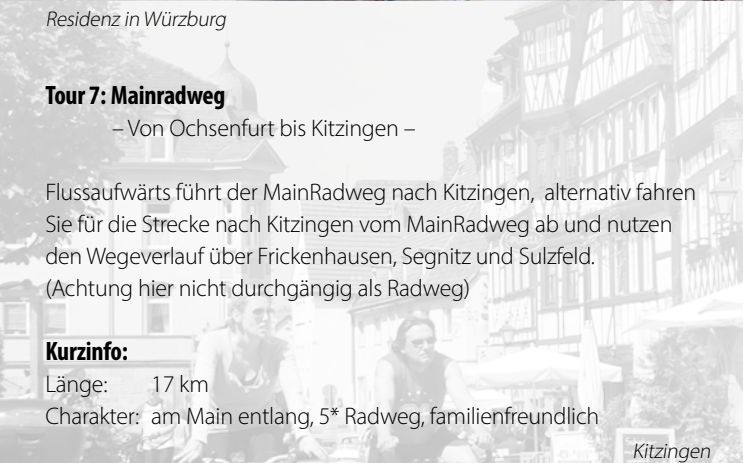 Residenz in Würzburg
Tour 7: Mainradweg
– Von Ochsenfurt bis Kitzingen –
Flussaufwärts führt der MainRadweg nach Kitzingen, alternativ fahren
Sie für die Strecke nach Kitzingen vom MainRadweg ab und nutzen
den Wegeverlauf über Frickenhausen, Segnitz und Sulzfeld.
(Achtung hier nicht durchgängig als Radweg)
Kurzinfo:
Länge: 17 km
Charakter: am Main entlang, 5* Radweg, familienfreundlich
Kitzingen